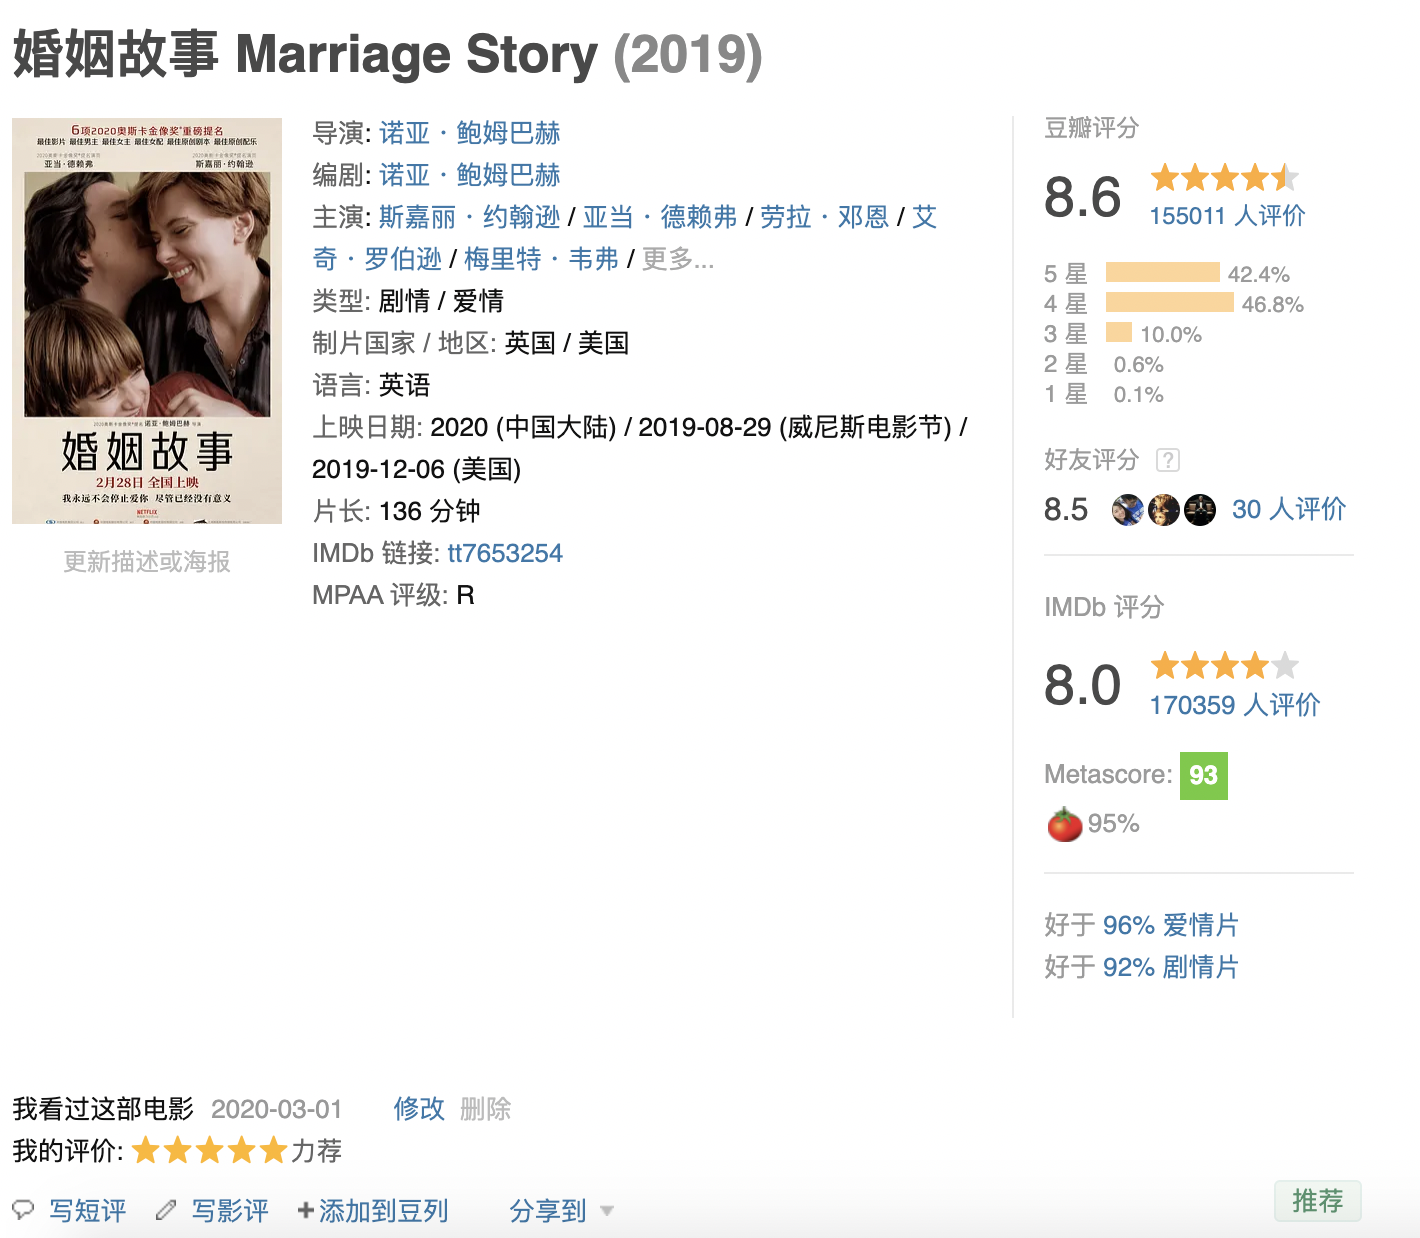 婚姻故事 Marriage Story (2019)
6项2020奥斯卡金像奖®重磅提名
最佳影片 最佳男主 最佳女主 最佳女配 最佳原创剧本 最佳原创配乐
亚当·德赖弗
斯嘉丽·约翰逊
诺亚·鲍姆巴赫
婚姻故事
2月28日 全国上映
我永远不会停止爱你 尽管已经没有意义
NETFLIX
更新描述或海报
导演: 诺亚·鲍姆巴赫
编剧: 诺亚·鲍姆巴赫
主演: 斯嘉丽·约翰逊 / 亚当·德赖弗 / 劳拉·邓恩 / 艾
奇·罗伯逊 / 梅里特·韦弗 / 更多...
类型: 剧情 / 爱情
制片国家 / 地区: 英国 / 美国
语言: 英语
上映日期: 2020 (中国大陆) / 2019-08-29 (威尼斯电影节) /
2019-12-06 (美国)
片长: 136 分钟
IMDb 链接: tt7653254
MPAA 评级: R
豆瓣评分
8.6
155011 人评价
5 星 42.4%
4 星 46.8%
3 星 10.0%
2 星 0.6%
1 星 0.1%
好友评分 ?
8.5 30 人评价
IMDb 评分
8.0
170359 人评价
Metascore: 93
95%
好于 96% 爱情片
好于 92% 剧情片
我看过这部电影 2020-03-01 修改 删除
我的评价: 力荐
写短评 写影评 +添加到豆列 分享到 推荐